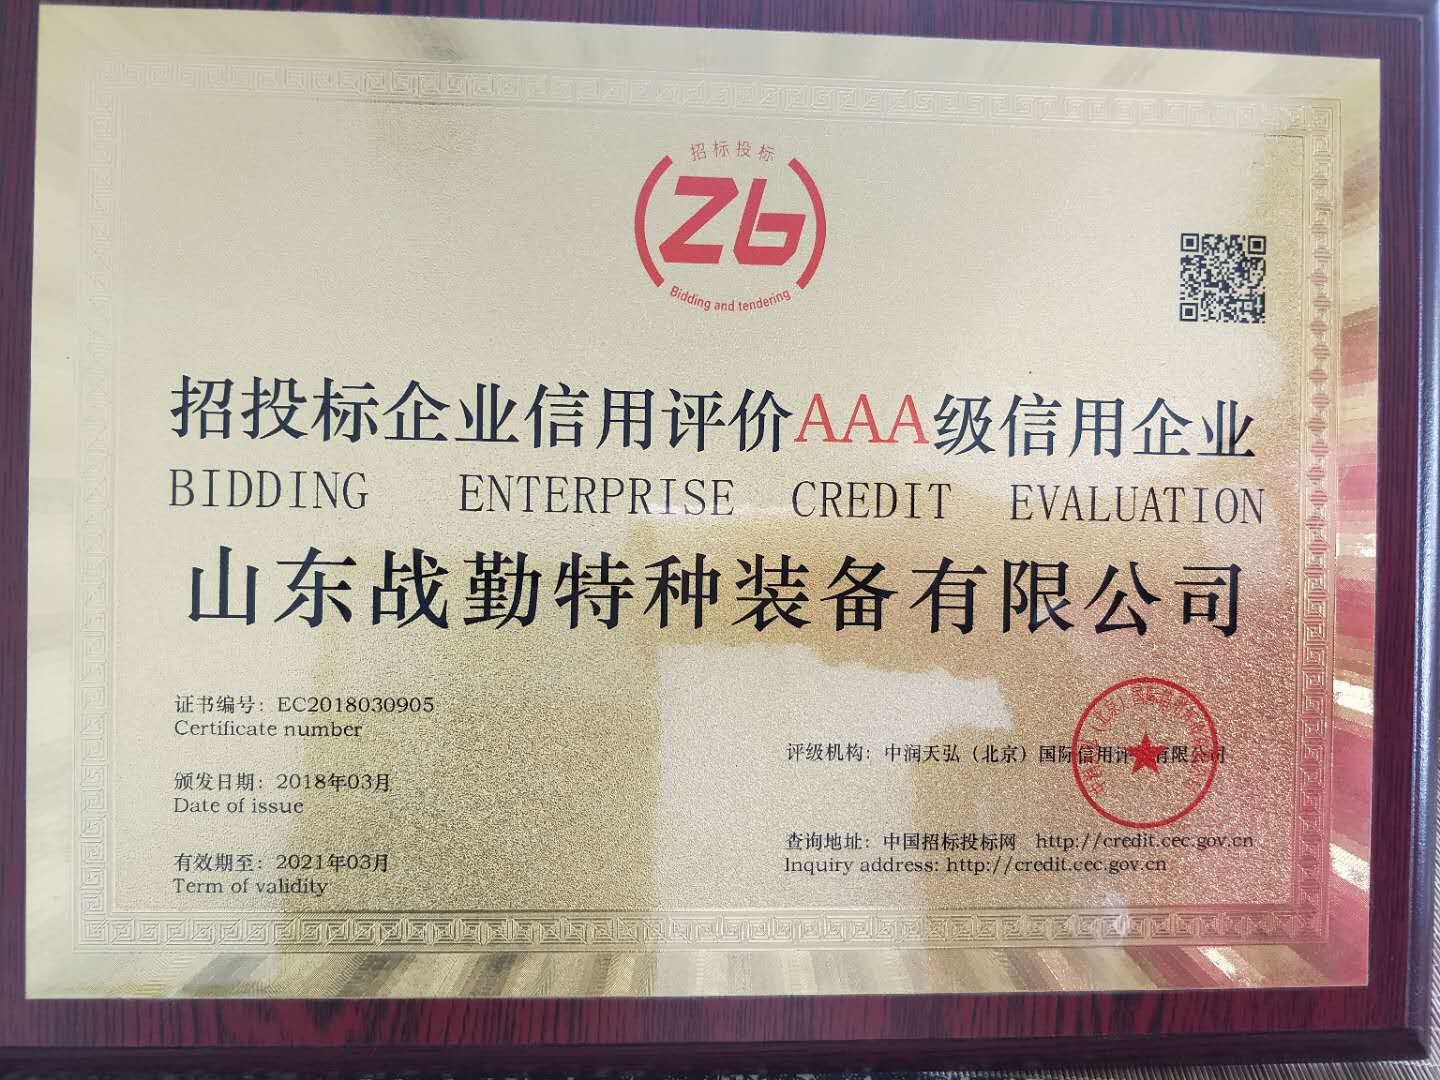 招标投标
Zb
Bidding and tendering
招投标企业信用评价AAA级信用企业
BIDDING ENTERPRISE CREDIT EVALUATION
山东战勤特种装备有限公司
证书编号：EC2018030905
Certificate number
颁发日期：2018年03月
Date of issue
有效期至：2021年03月
Term of validity
评级机构：中润天弘（北京）国际信用评 有限公司
查询地址：中国招标投标网 http://credit.cec.gov.cn
Inquiry address: http://credit.cec.gov.cn